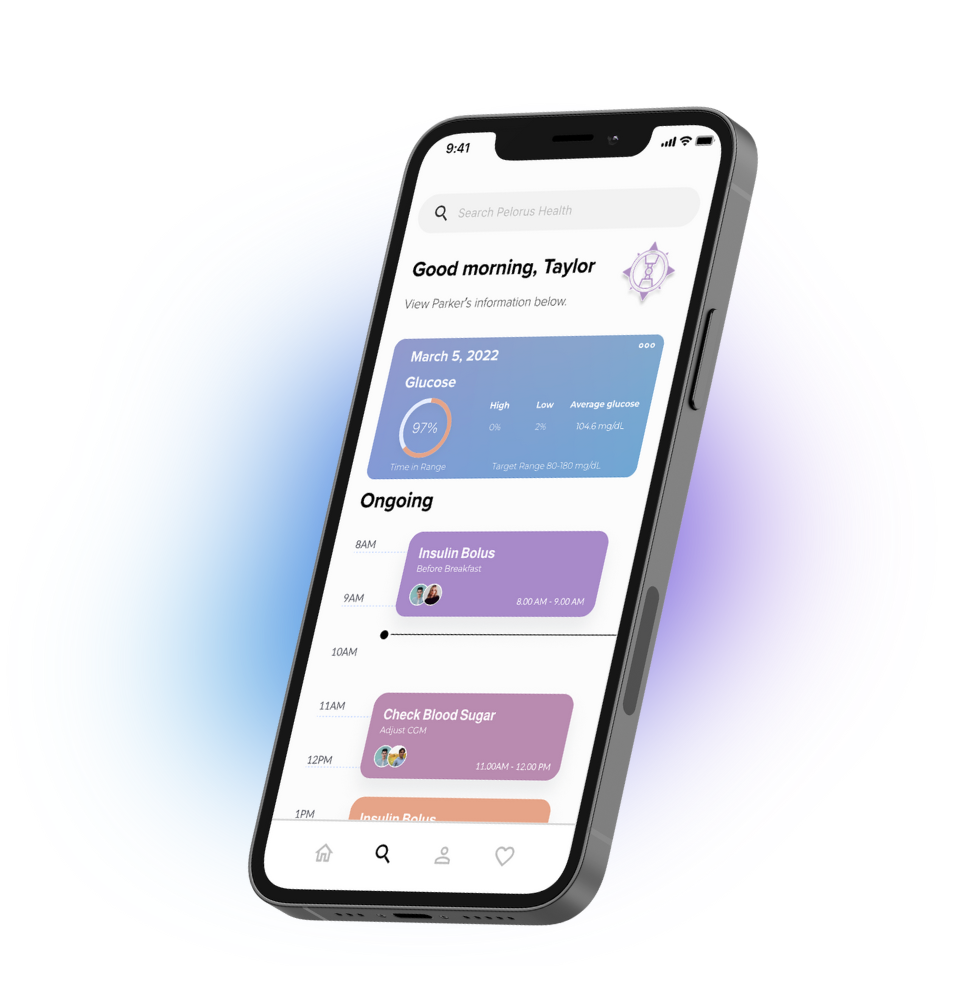 9:41
Search Pelorus Health
Good morning, Taylor
View Parker's information below.
March 5, 2022
Glucose
97%
Time in Range
High Low Average glucose
0% 2% 104.6 mg/dL
Target Range 80-180 mg/dL
Ongoing
8AM
Insulin Bolus
Before Breakfast
8.00 AM - 9.00 AM
9AM
10AM
11AM
Check Blood Sugar
Adjust CGM
11.00AM - 12.00 PM
12PM
1PM
Insulin Bolus